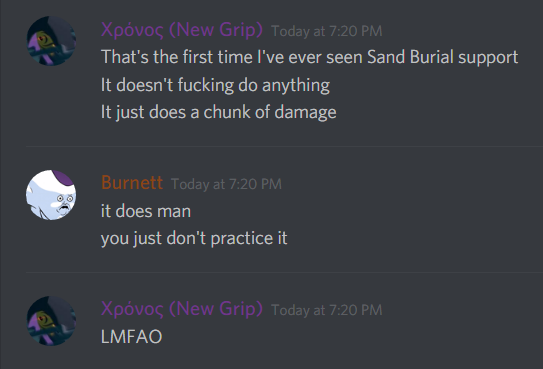 Χρόνος (New Grip) Today at 7:20 PM
That's the first time I've ever seen Sand Burial support
It doesn't fucking do anything
It just does a chunk of damage
Burnett Today at 7:20 PM
it does man
you just don't practice it
Χρόνος (New Grip) Today at 7:20 PM
LMFAO